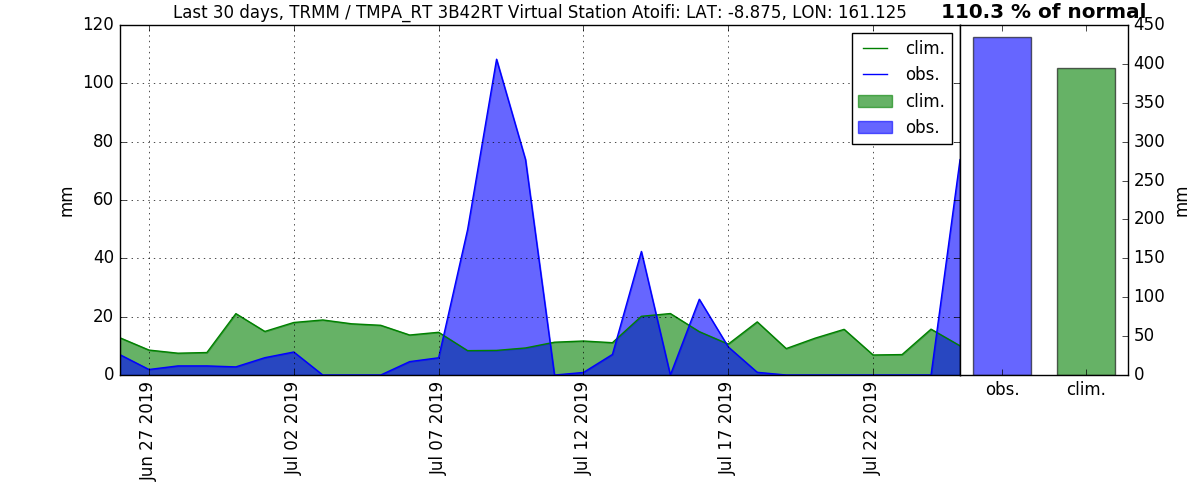 Last 30 days, TRMM / TMPA_RT 3B42RT Virtual Station Atoifi: LAT: -8.875, LON: 161.125
110.3 % of normal
mm
120
100
80
60
40
20
0
clim.
obs.
clim.
obs.
Jun 27 2019
Jul 02 2019
Jul 07 2019
Jul 12 2019
Jul 17 2019
Jul 22 2019
450
400
350
300
250
200
150
100
50
0
mm
obs.
clim.